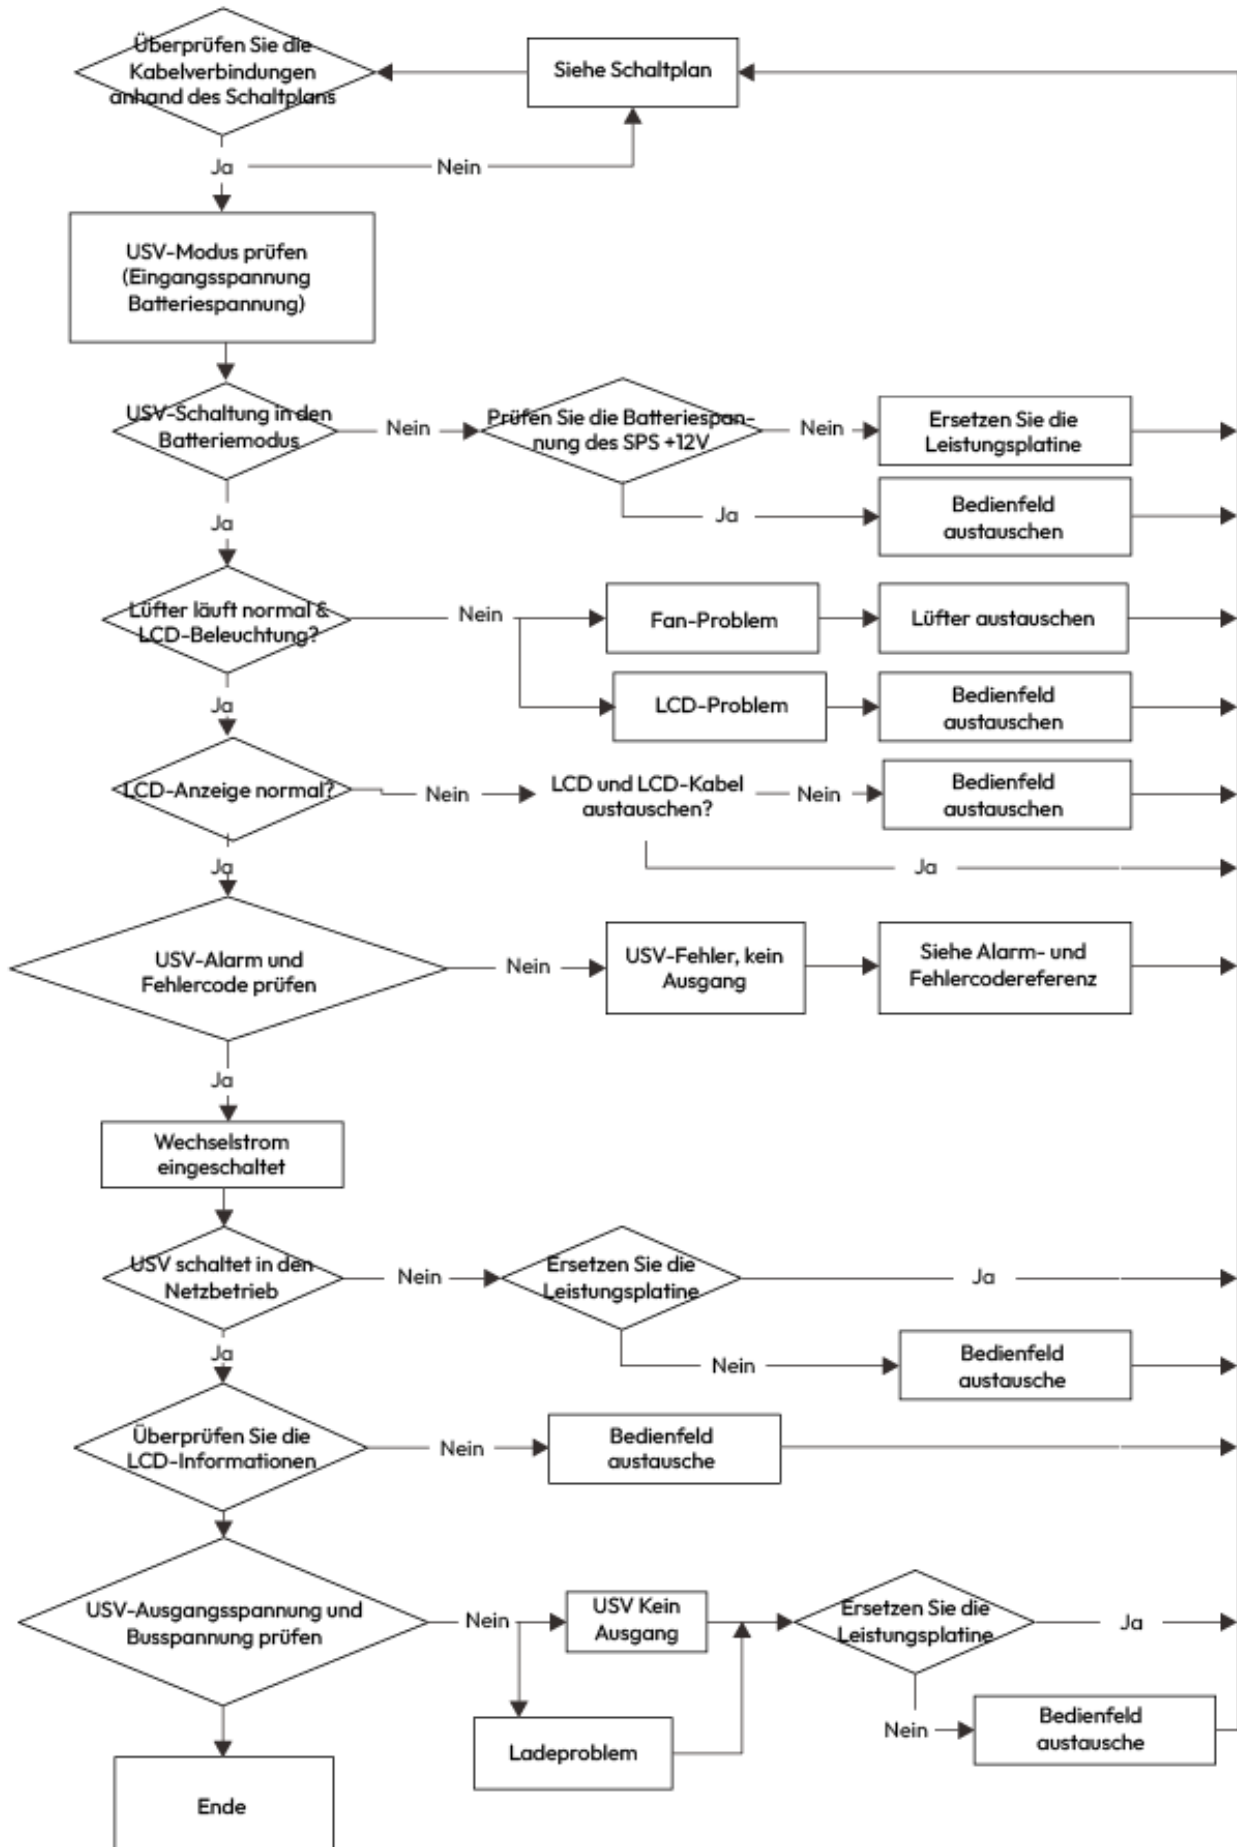 Überprüfen Sie die
Kabelverbindungen
anhand des Schaltplans
Siehe Schaltplan
Ja
Nein
USV-Modus prüfen
(Eingangsspannung
Batteriespannung)
USV-Schaltung in den
Batteriemodus
Nein
Prüfen Sie die Batteriespan-
nung des SPS +12V
Nein
Ersetzen Sie die
Leistungsplatine
Ja
Ja
Bedienfeld
austauschen
Lüfter läuft normal &
LCD-Beleuchtung?
Nein
Fan-Problem
Lüfter austauschen
Ja
LCD-Problem
Bedienfeld
austauschen
LCD-Anzeige normal?
Nein
LCD und LCD-Kabel
austauschen?
Nein
Bedienfeld
austauschen
Ja
Ja
USV-Alarm und
Fehlercode prüfen
Nein
USV-Fehler, kein
Ausgang
Siehe Alarm- und
Fehlercodereferenz
Ja
Wechselstrom
eingeschaltet
USV schaltet in den
Netzbetrieb
Nein
Ersetzen Sie die
Leistungsplatine
Ja
Ja
Nein
Bedienfeld
austausche
Überprüfen Sie die
LCD-Informationen
Nein
Bedienfeld
austausche
USV-Ausgangsspannung und
Busspannung prüfen
Nein
USV Kein
Ausgang
Ersetzen Sie die
Leistungsplatine
Ja
Ladeproblem
Nein
Bedienfeld
austausche
Ende